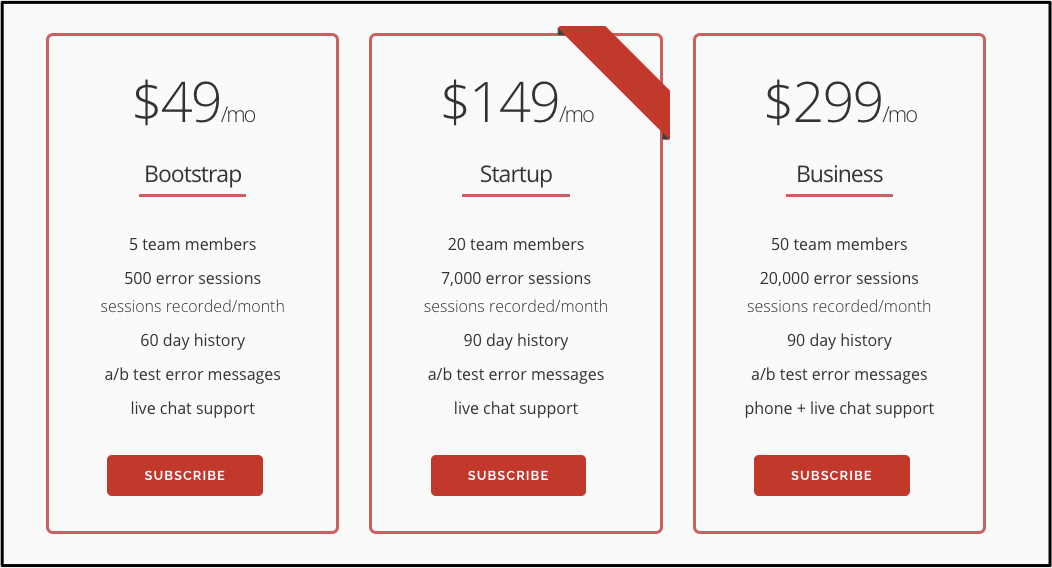 $49/mo
Bootstrap
5 team members
500 error sessions
sessions recorded/month
60 day history
a/b test error messages
live chat support
SUBSCRIBE
$149/mo
Startup
20 team members
7,000 error sessions
sessions recorded/month
90 day history
a/b test error messages
live chat support
SUBSCRIBE
$299/mo
Business
50 team members
20,000 error sessions
sessions recorded/month
90 day history
a/b test error messages
phone + live chat support
SUBSCRIBE